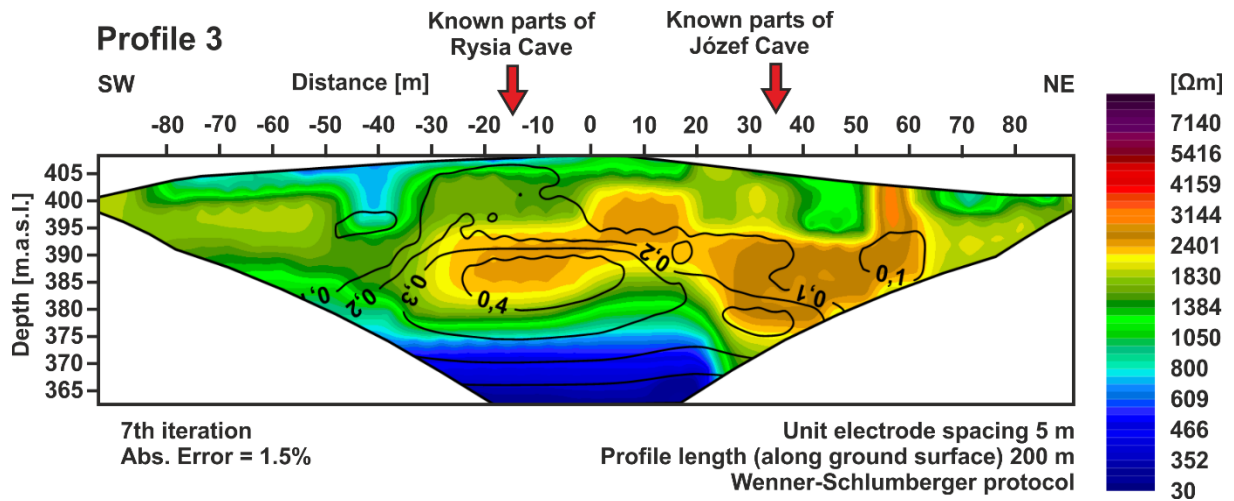 Profile 3
Known parts of
Rysia Cave
Known parts of
Józef Cave
SW
Distance [m]
NE
[Ωm]
-80 -70 -60 -50 -40 -30 -20 -10 0 10 20 30 40 50 60 70 80
Depth [m.a.s.l.]
405
400
395
390
385
380
375
370
365
0,2
0,3
0,4
0,2
0,1
0,1
7140
5416
4159
3144
2401
1830
1384
1050
800
609
466
352
30
7th iteration
Abs. Error = 1.5%
Unit electrode spacing 5 m
Profile length (along ground surface) 200 m
Wenner-Schlumberger protocol